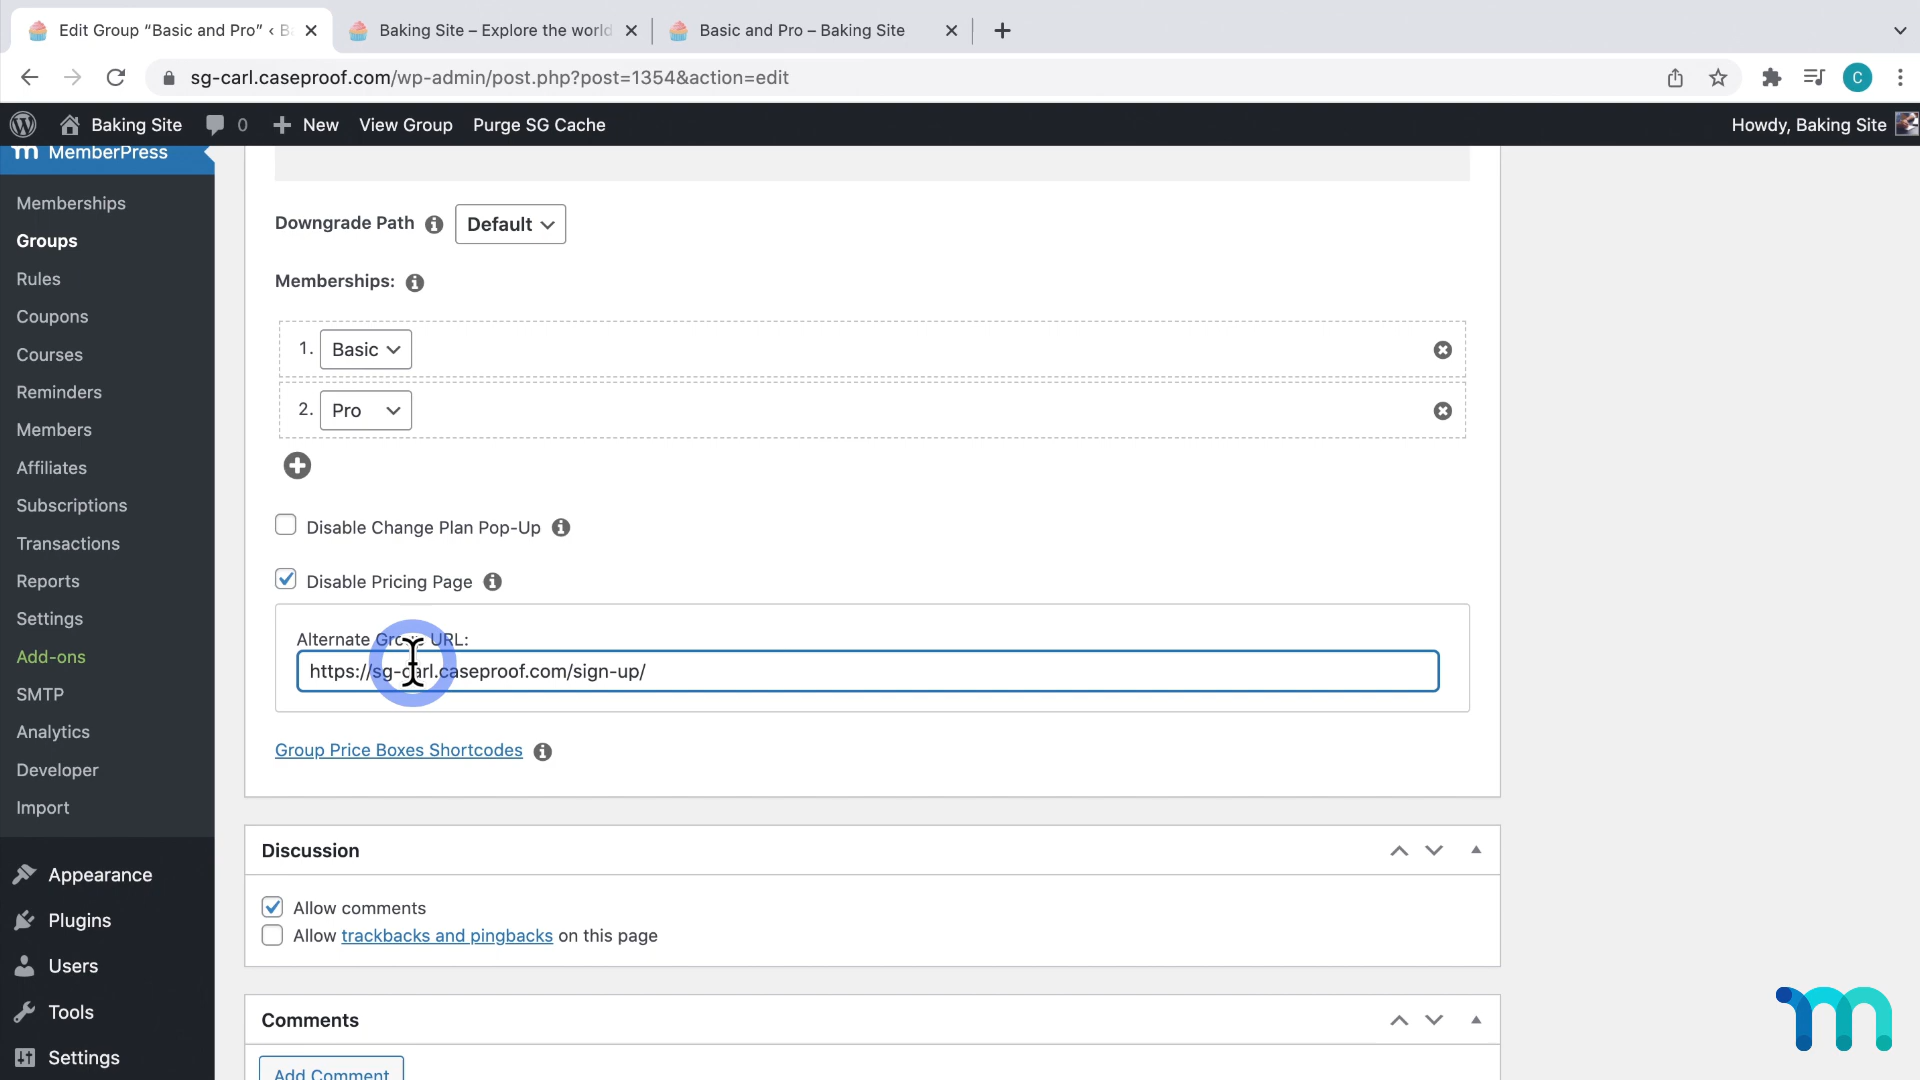 Edit Group “Basic and Pro” ‹ B
Baking Site – Explore the world
Basic and Pro – Baking Site
sg-carl.caseproof.com/wp-admin/post.php?post=1354&action=edit
C
Baking Site
0
New
View Group
Purge SG Cache
Howdy, Baking Site
MemberPress
Memberships
Groups
Rules
Coupons
Courses
Reminders
Members
Affiliates
Subscriptions
Transactions
Reports
Settings
Add-ons
SMTP
Analytics
Developer
Import
Appearance
Plugins
Users
Tools
Settings
Downgrade Path
Default
Memberships:
1. Basic
2. Pro
Disable Change Plan Pop-Up
Disable Pricing Page
Alternate Group URL:
https://sg-carl.caseproof.com/sign-up/
Group Price Boxes Shortcodes
Discussion
Allow comments
Allow trackbacks and pingbacks on this page
Comments
Add Comment